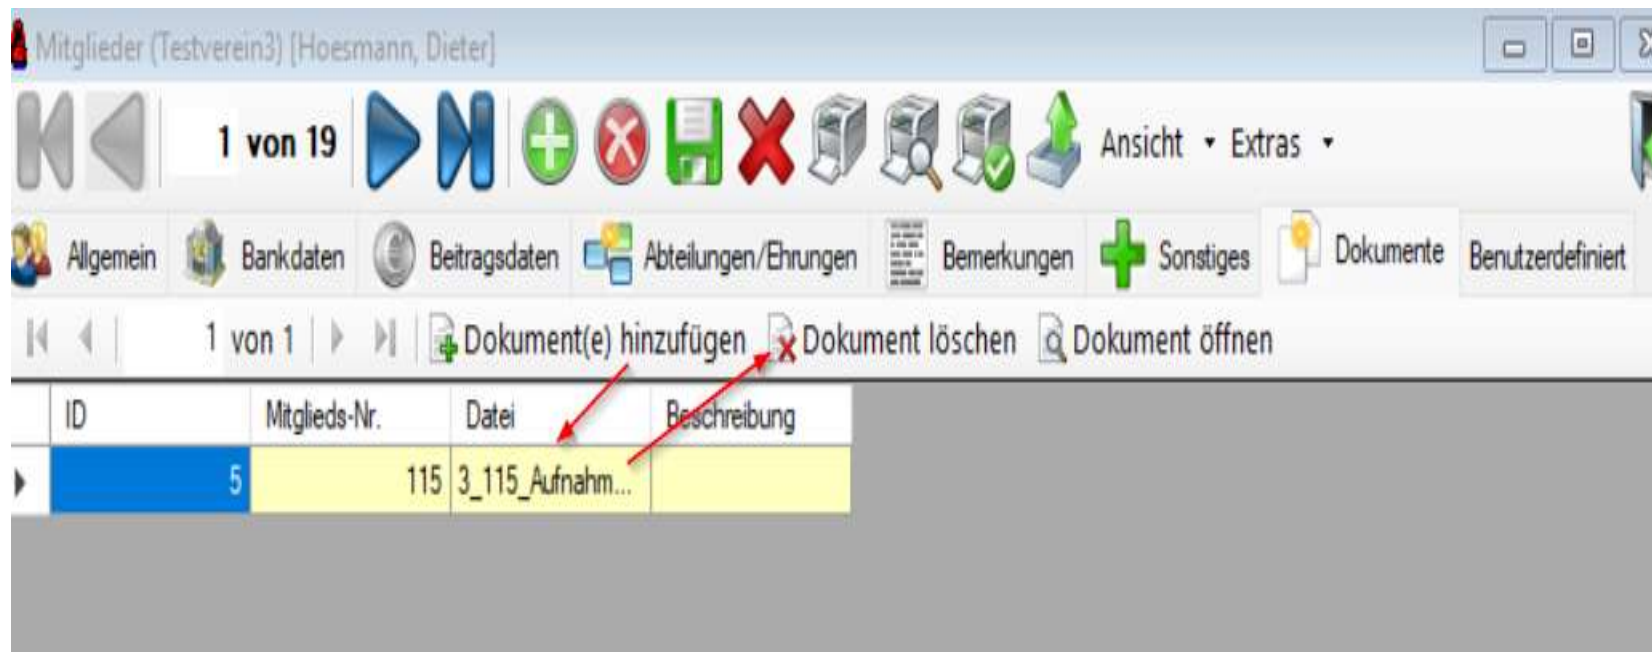 Mitglieder (Testverein3) [Hoesmann, Dieter]
1 von 19 Ansicht Extras
Allgemein Bankdaten Beitragsdaten Abteilungen/Ehrungen Bemerkungen Sonstiges Dokumente Benutzerdefiniert
1 von 1 Dokument(e) hinzufügen Dokument löschen Dokument öffnen
ID Mitglieds-Nr. Datei Beschreibung
5 115 3_115_Aufnahm...